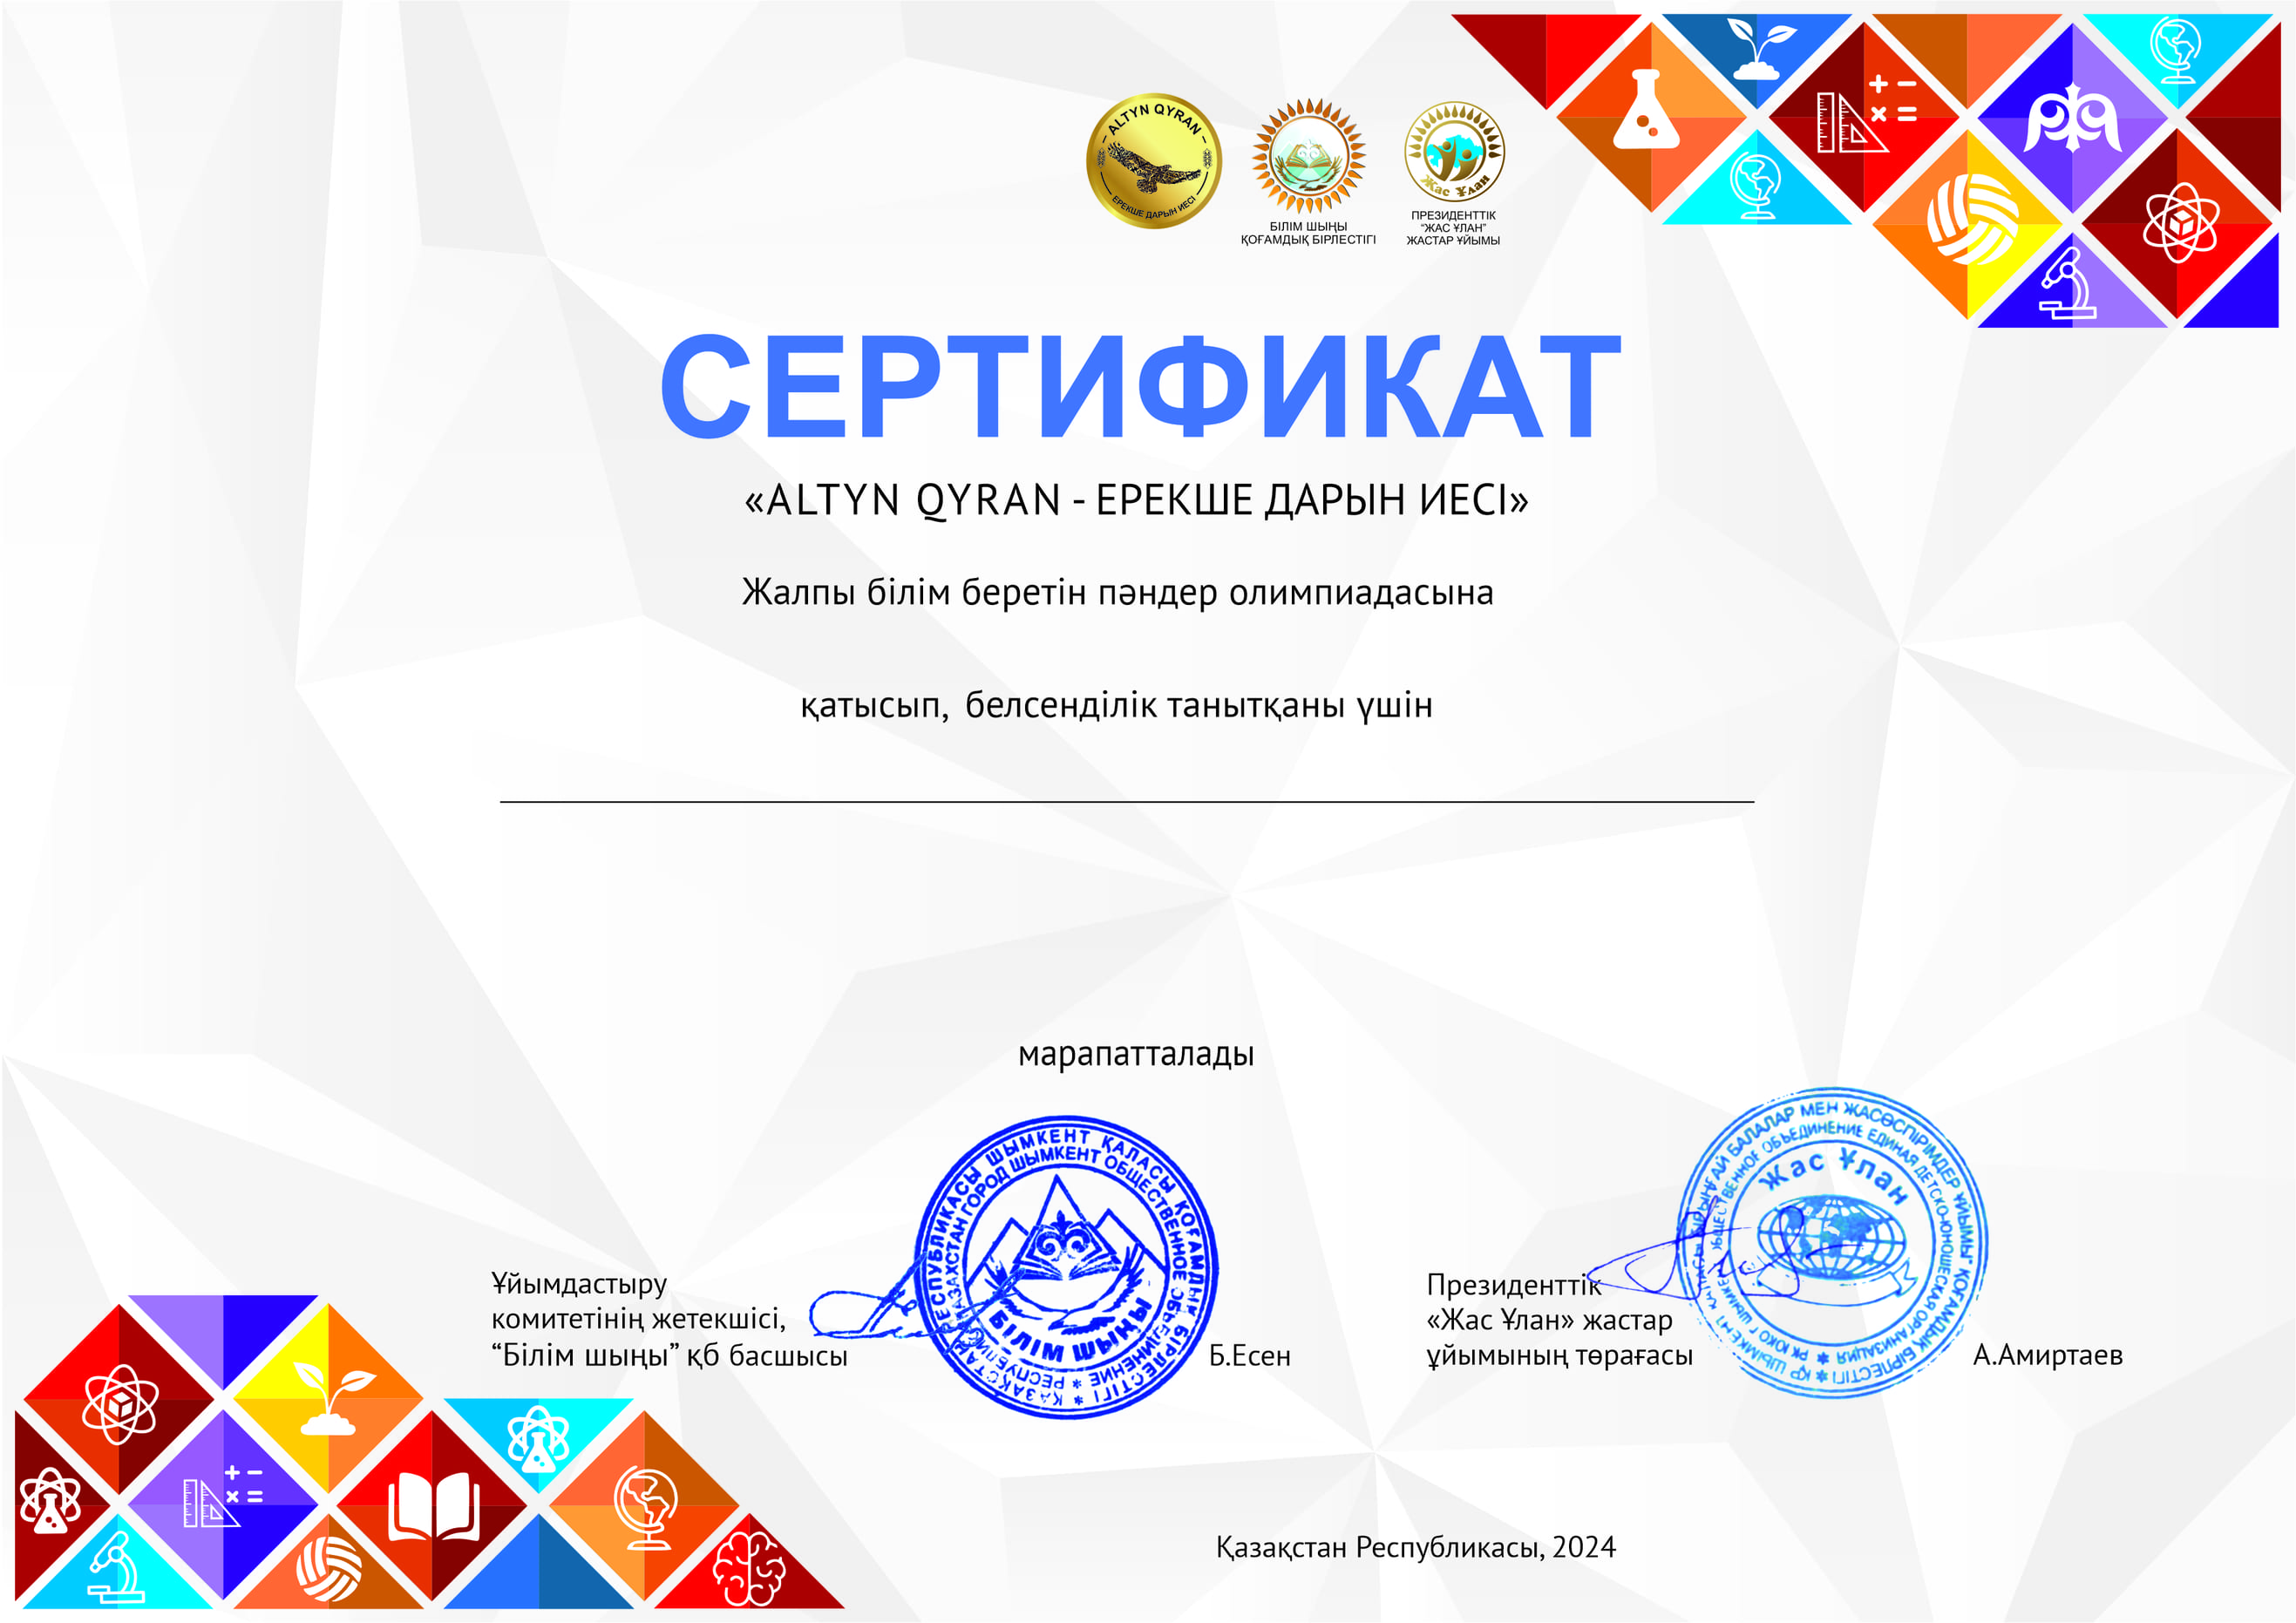 ALTYN QYRAN
ЕРЕКШЕ ДАРЫН ИЕСІ
БІЛІМ ШЫҢЫ
ҚОҒАМДЫҚ БІРЛЕСТІГІ
Жас Ұлан
ПРЕЗИДЕНТТІК
“ЖАС ҰЛАН”
ЖАСТАР ҰЙЫМЫ
СЕРТИФИКАТ
«ALTYN QYRAN - ЕРЕКШЕ ДАРЫН ИЕСІ»
Жалпы білім беретін пәндер олимпиадасына
қатысып, белсенділік танытқаны үшін
марапатталады
Ұйымдастыру
комитетінің жетекшісі,
“Білім шыңы” қб басшысы
ҚАЗАҚСТАН РЕСПУБЛИКАСЫ ШЫМКЕНТ ҚАЛАСЫ ҚОҒАМДЫҚ БІРЛЕСТІГІ
РЕСПУБЛИКА КАЗАХСТАН ГОРОД ШЫМКЕНТ ОБЩЕСТВЕННОЕ ОБЪЕДИНЕНИЕ
БІЛІМ ШЫҢЫ
Б.Есен
Президенттік
«Жас Ұлан» жастар
ұйымының төрағасы
ҚР ШЫМКЕНТ ҚАЛАСЫ БІРЫҢҒАЙ БАЛАЛАР МЕН ЖАСӨСПІРІМДЕР ҰЙЫМЫ ҚОҒАМДЫҚ БІРЛЕСТІГІ
ОБЩЕСТВЕННОЕ ОБЪЕДИНЕНИЕ ЕДИНАЯ ДЕТСКО-ЮНОШЕСКАЯ ОРГАНИЗАЦИЯ
Жас Ұлан
А.Амиртаев
Қазақстан Республикасы, 2024